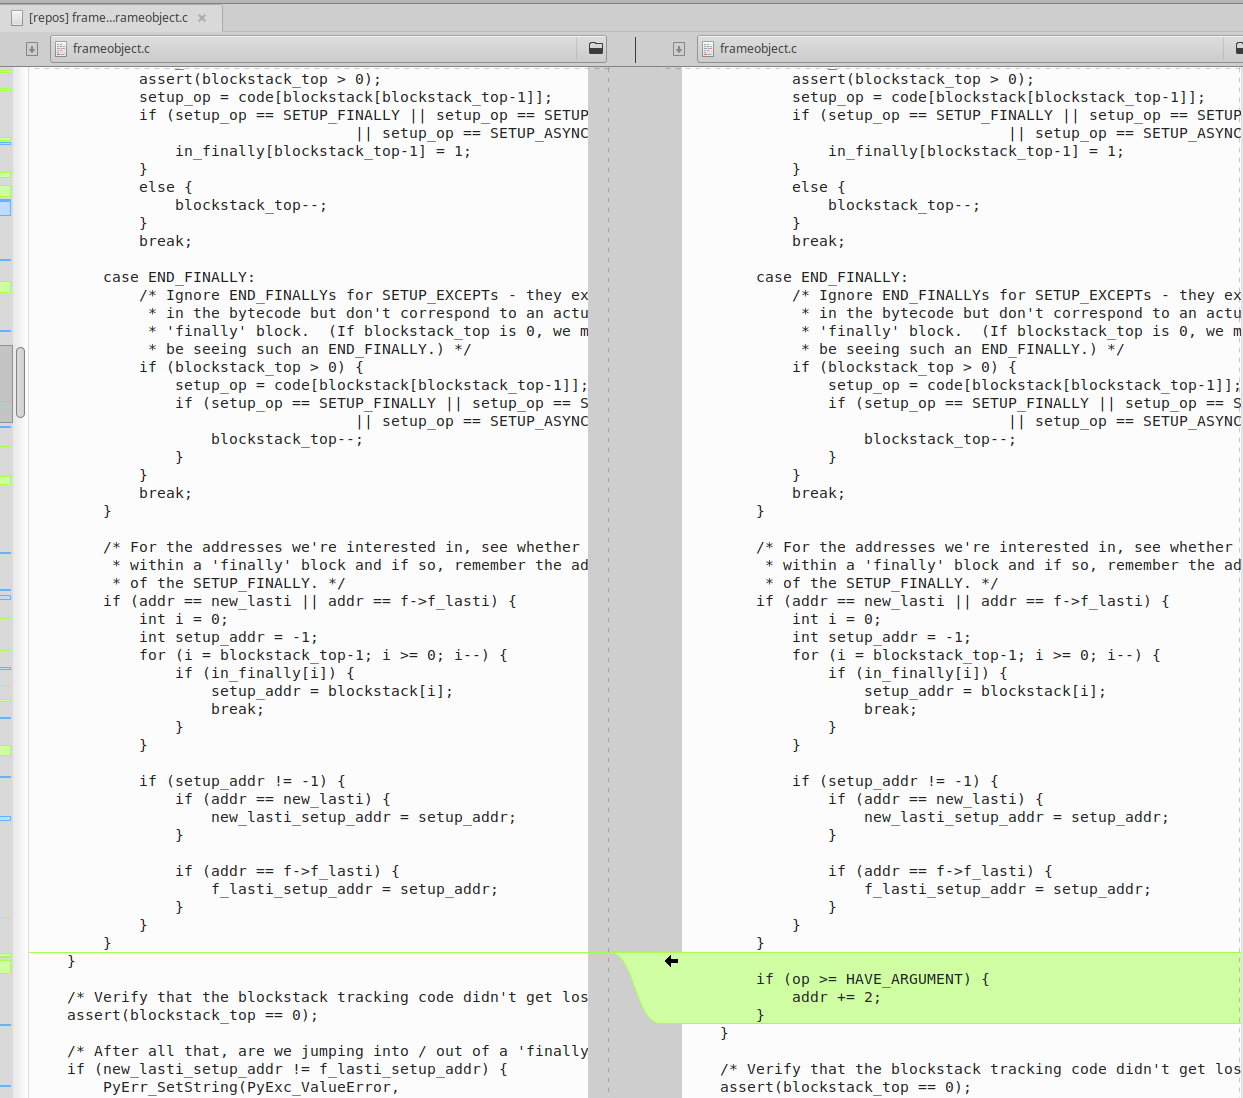 [repos] frame...rameobject.c
frameobject.c
assert(blockstack_top > 0);
setup_op = code[blockstack[blockstack_top-1]];
if (setup_op == SETUP_FINALLY || setup_op == SETUP
|| setup_op == SETUP_ASYNC
in_finally[blockstack_top-1] = 1;
}
else {
blockstack_top--;
}
break;
case END_FINALLY:
/* Ignore END_FINALLYs for SETUP_EXCEPTs - they ex
* in the bytecode but don't correspond to an actu
* 'finally' block.  (If blockstack_top is 0, we m
* be seeing such an END_FINALLY.) */
if (blockstack_top > 0) {
setup_op = code[blockstack[blockstack_top-1]];
if (setup_op == SETUP_FINALLY || setup_op == S
|| setup_op == SETUP_ASYNC
blockstack_top--;
}
}
break;
}
/* For the addresses we're interested in, see whether
* within a 'finally' block and if so, remember the ad
* of the SETUP_FINALLY. */
if (addr == new_lasti || addr == f->f_lasti) {
int i = 0;
int setup_addr = -1;
for (i = blockstack_top-1; i >= 0; i--) {
if (in_finally[i]) {
setup_addr = blockstack[i];
break;
}
}
if (setup_addr != -1) {
if (addr == new_lasti) {
new_lasti_setup_addr = setup_addr;
}
if (addr == f->f_lasti) {
f_lasti_setup_addr = setup_addr;
}
}
}
}
/* Verify that the blockstack tracking code didn't get los
assert(blockstack_top == 0);
/* After all that, are we jumping into / out of a 'finally
if (new_lasti_setup_addr != f_lasti_setup_addr) {
PyErr_SetString(PyExc_ValueError,
frameobject.c
assert(blockstack_top > 0);
setup_op = code[blockstack[blockstack_top-1]];
if (setup_op == SETUP_FINALLY || setup_op == SETUP
|| setup_op == SETUP_ASYNC
in_finally[blockstack_top-1] = 1;
}
else {
blockstack_top--;
}
break;
case END_FINALLY:
/* Ignore END_FINALLYs for SETUP_EXCEPTs - they ex
* in the bytecode but don't correspond to an actu
* 'finally' block.  (If blockstack_top is 0, we m
* be seeing such an END_FINALLY.) */
if (blockstack_top > 0) {
setup_op = code[blockstack[blockstack_top-1]];
if (setup_op == SETUP_FINALLY || setup_op == S
|| setup_op == SETUP_ASYNC
blockstack_top--;
}
}
break;
}
/* For the addresses we're interested in, see whether
* within a 'finally' block and if so, remember the ad
* of the SETUP_FINALLY. */
if (addr == new_lasti || addr == f->f_lasti) {
int i = 0;
int setup_addr = -1;
for (i = blockstack_top-1; i >= 0; i--) {
if (in_finally[i]) {
setup_addr = blockstack[i];
break;
}
}
if (setup_addr != -1) {
if (addr == new_lasti) {
new_lasti_setup_addr = setup_addr;
}
if (addr == f->f_lasti) {
f_lasti_setup_addr = setup_addr;
}
}
}
if (op >= HAVE_ARGUMENT) {
addr += 2;
}
}
/* Verify that the blockstack tracking code didn't get los
assert(blockstack_top == 0);